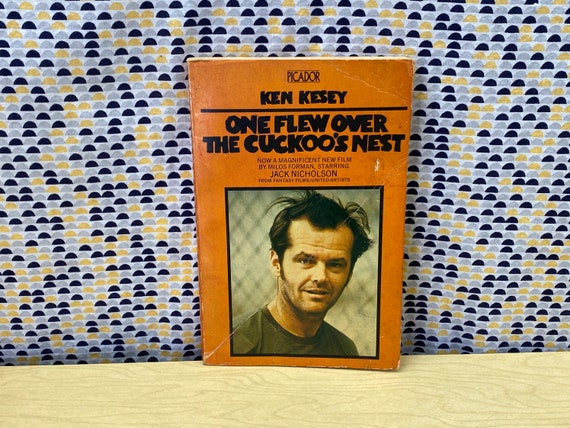 PICADOR
KEN KESEY
ONE FLEW OVER
THE CUCKOO'S NEST
NOW A MAGNIFICENT NEW FILM
BY MILOS FORMAN, STARRING
JACK NICHOLSON
FROM FANTASY FILMS/UNITED ARTISTS